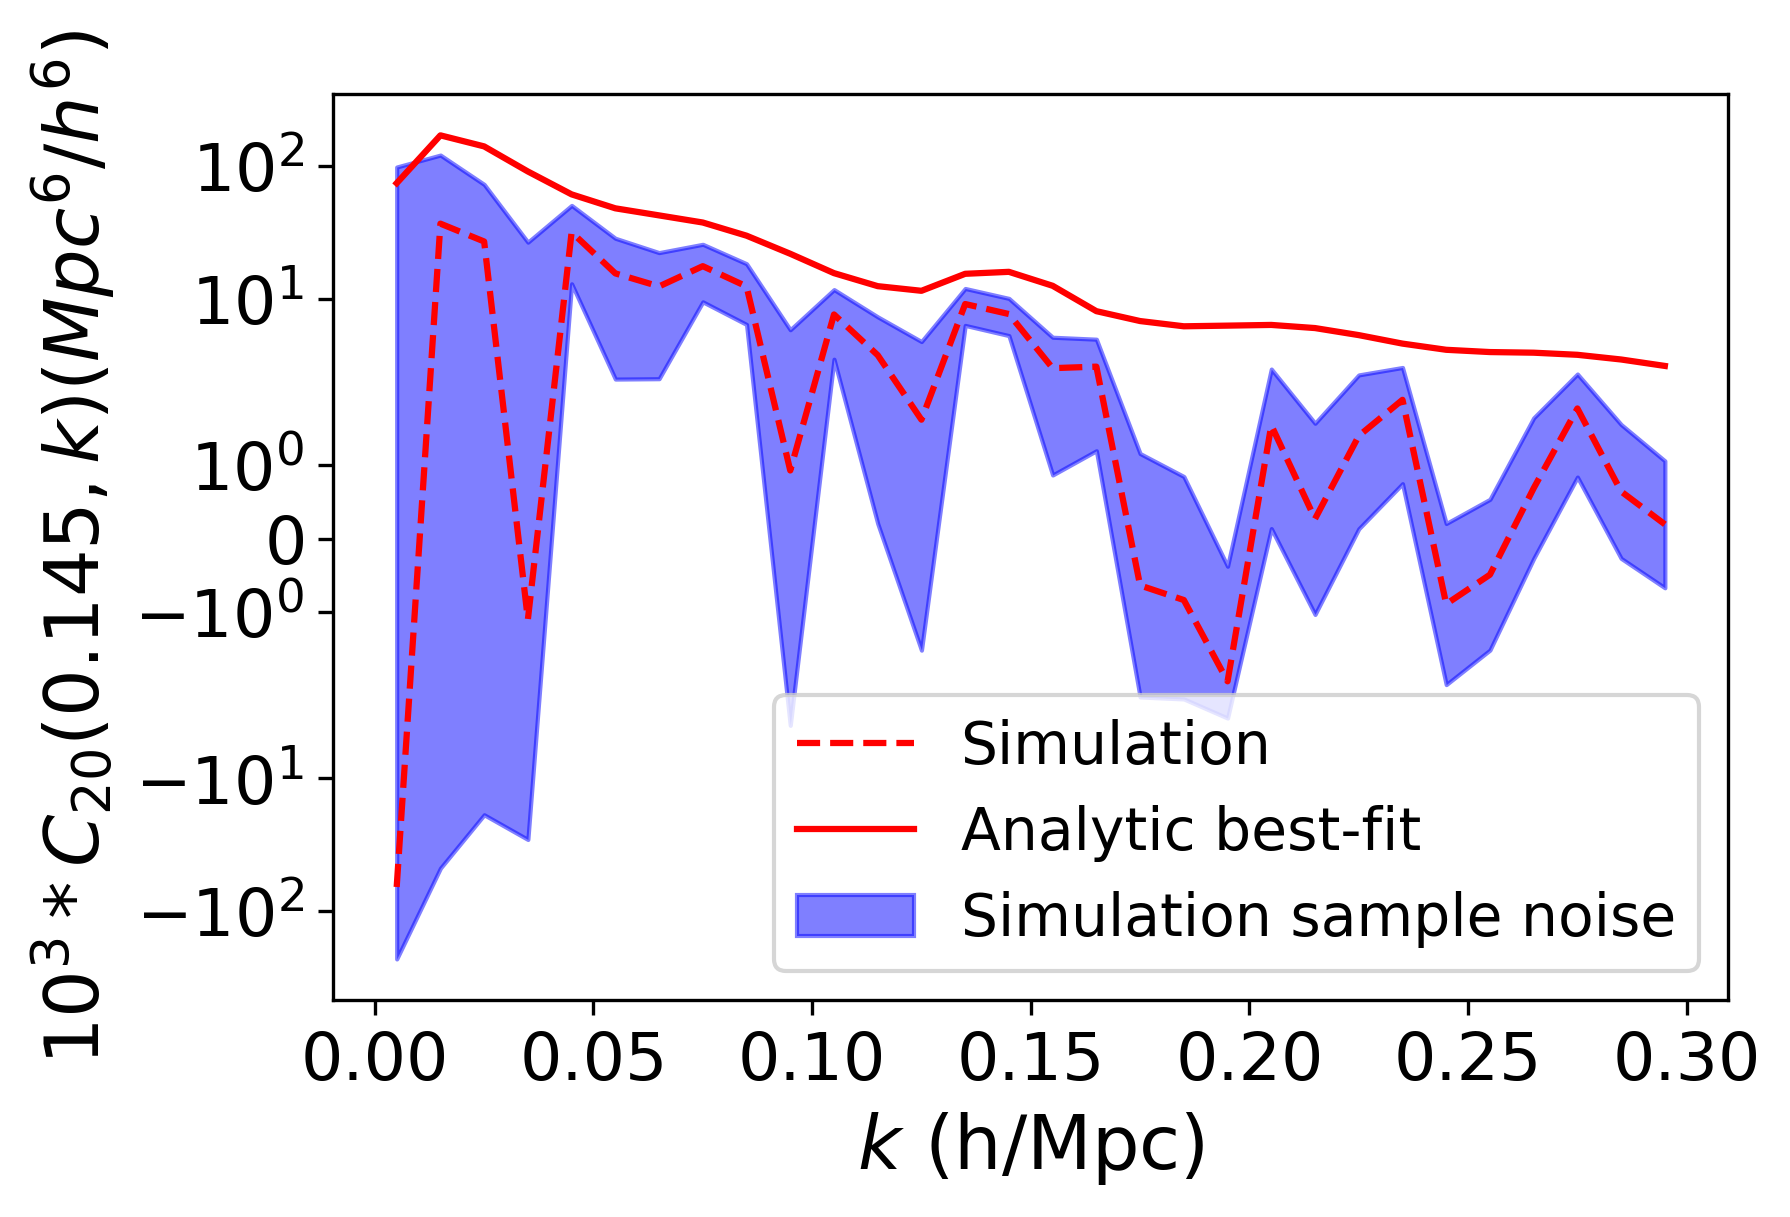 10³ * C₂₀(0.145, k)(Mpc⁶/h⁶)
10²
10¹
10⁰
0
−10⁰
−10¹
−10²
Simulation
Analytic best-fit
Simulation sample noise
0.00 0.05 0.10 0.15 0.20 0.25 0.30
k (h/Mpc)